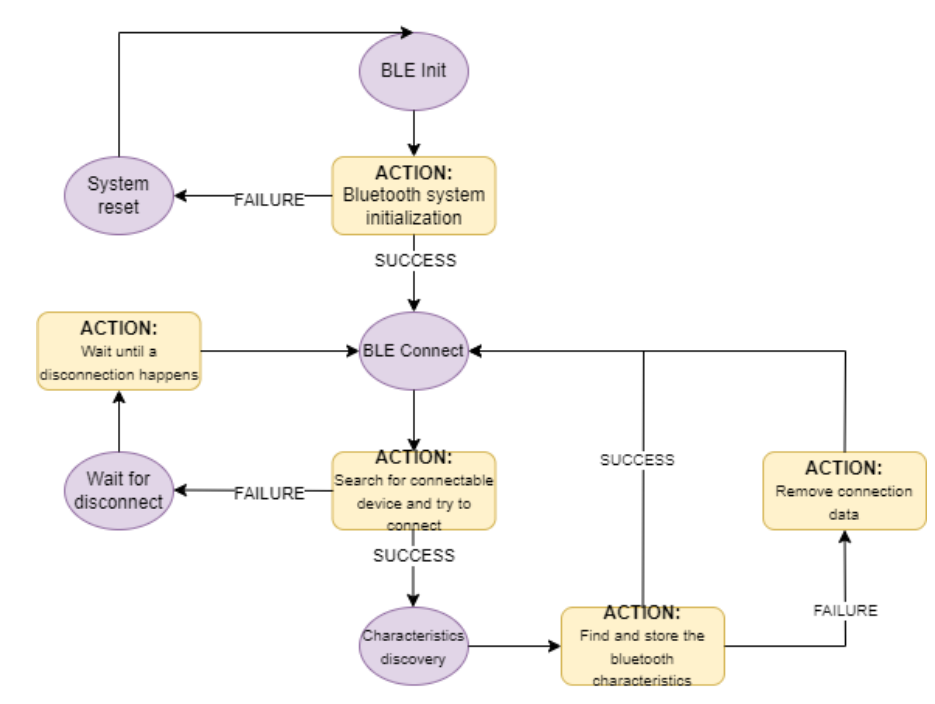 BLE Init
System
reset
FAILURE
ACTION:
Bluetooth system
initialization
SUCCESS
ACTION:
Wait until a
disconnection happens
BLE Connect
Wait for
disconnect
FAILURE
ACTION:
Search for connectable
device and try to
connect
SUCCESS
ACTION:
Remove connection
data
SUCCESS
Characteristics
discovery
ACTION:
Find and store the
bluetooth
characteristics
FAILURE